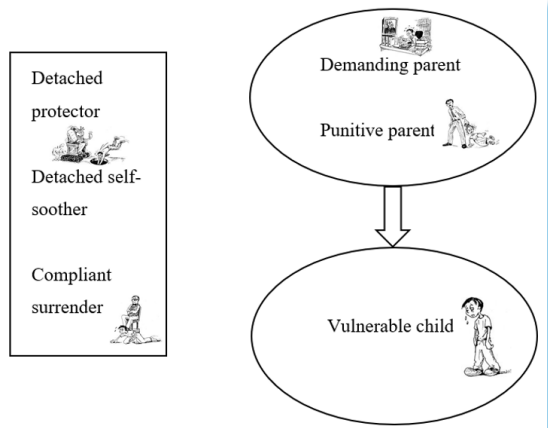 Detached
protector
Detached self-
soother
Compliant
surrender
Demanding parent
Punitive parent
Vulnerable child